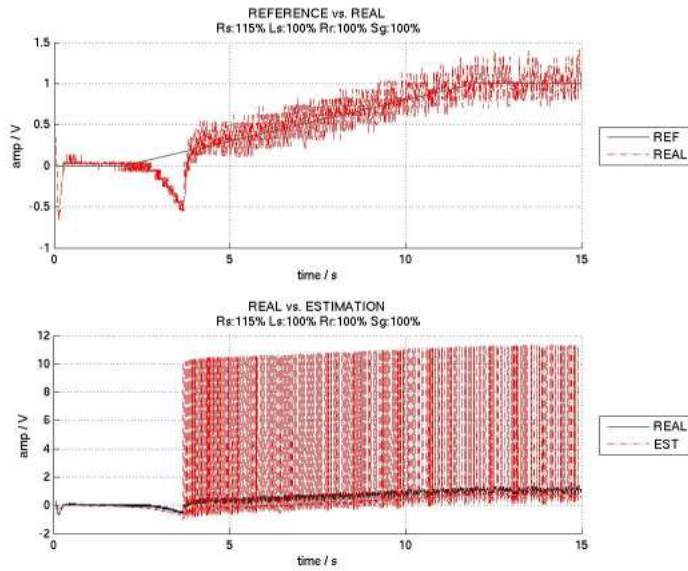 REFERENCE vs. REAL
Rs:115% Ls:100% Rr:100% Sg:100%
1.5
1
0.5
0
-0.5
-1
amp / V
0 5 10 15
time / s
REF
REAL
REAL vs. ESTIMATION
Rs:115% Ls:100% Rr:100% Sg:100%
12
10
8
6
4
2
0
-2
amp / V
0 5 10 15
time / s
REAL
EST